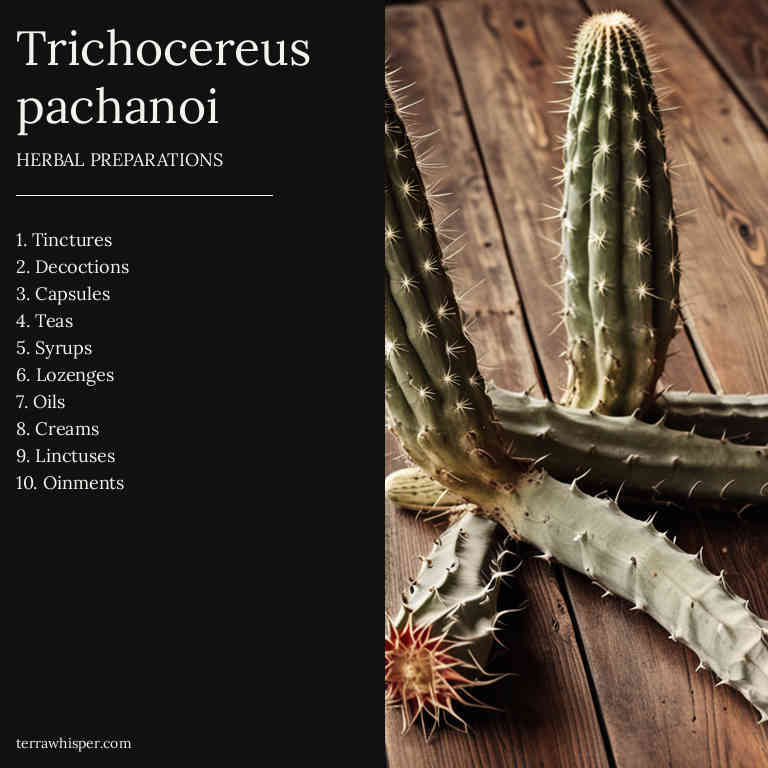 Trichocereus
pachanoi
HERBAL PREPARATIONS
1. Tinctures
2. Decoctions
3. Capsules
4. Teas
5. Syrups
6. Lozenges
7. Oils
8. Creams
9. Linctuses
10. Oinments
terrawhisper.com